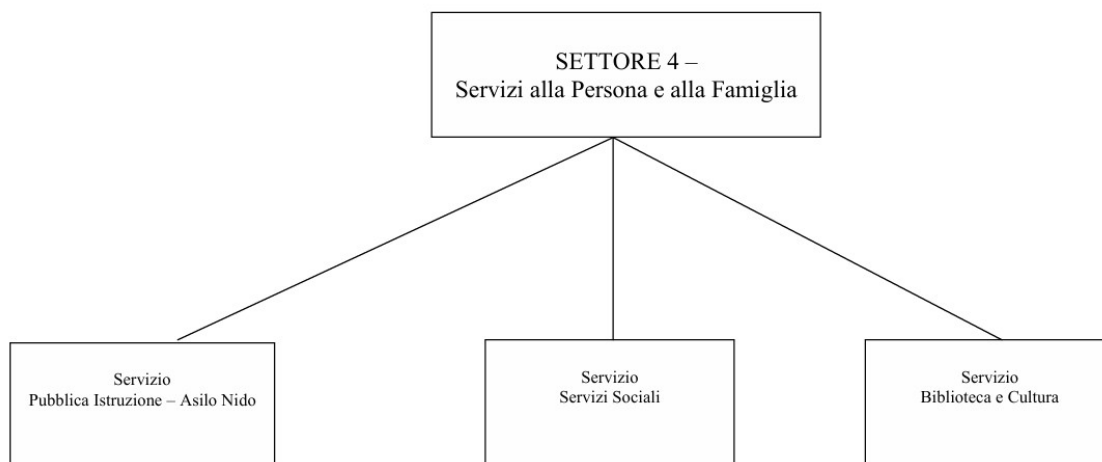 SETTORE 4 –
Servizi alla Persona e alla Famiglia
Servizio
Pubblica Istruzione – Asilo Nido
Servizio
Servizi Sociali
Servizio
Biblioteca e Cultura